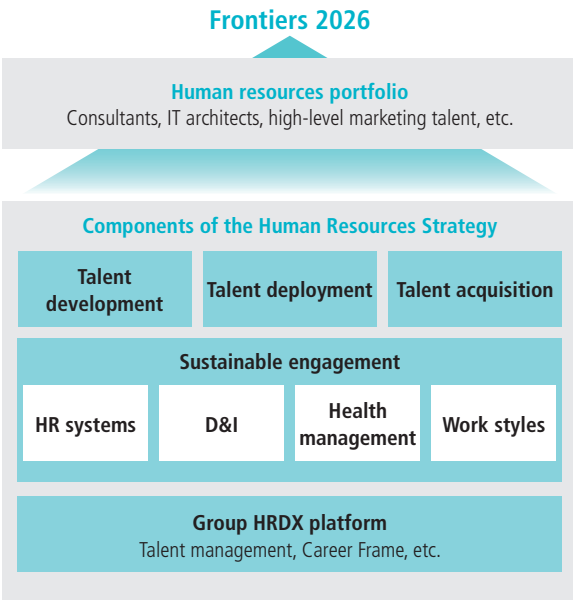 Frontiers 2026
Human resources portfolio
Consultants, IT architects, high-level marketing talent, etc.
Components of the Human Resources Strategy
Talent
development
Talent deployment
Talent acquisition
Sustainable engagement
HR systems
D&I
Health
management
Work styles
Group HRDX platform
Talent management, Career Frame, etc.